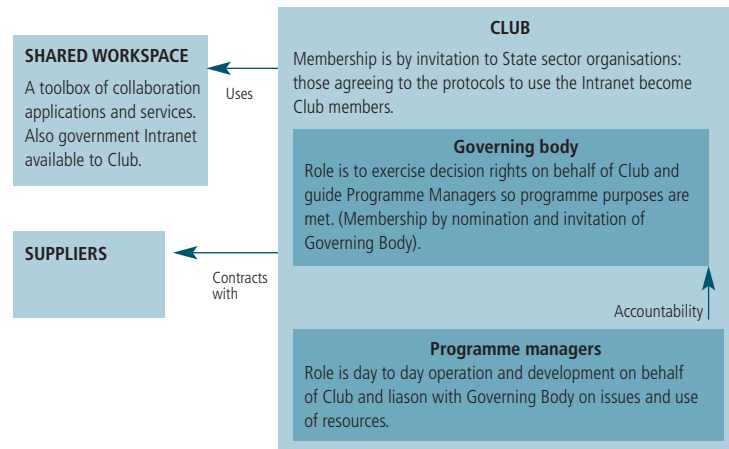 SHARED WORKSPACE
A toolbox of collaboration
applications and services.
Also government Intranet
available to Club.
Uses
CLUB
Membership is by invitation to State sector organisations:
those agreeing to the protocols to use the Intranet become
Club members.
Governing body
Role is to exercise decision rights on behalf of Club and
guide Programme Managers so programme purposes are
met. (Membership by nomination and invitation of
Governing Body).
SUPPLIERS
Contracts
with
Accountability
Programme managers
Role is day to day operation and development on behalf
of Club and liason with Governing Body on issues and use
of resources.